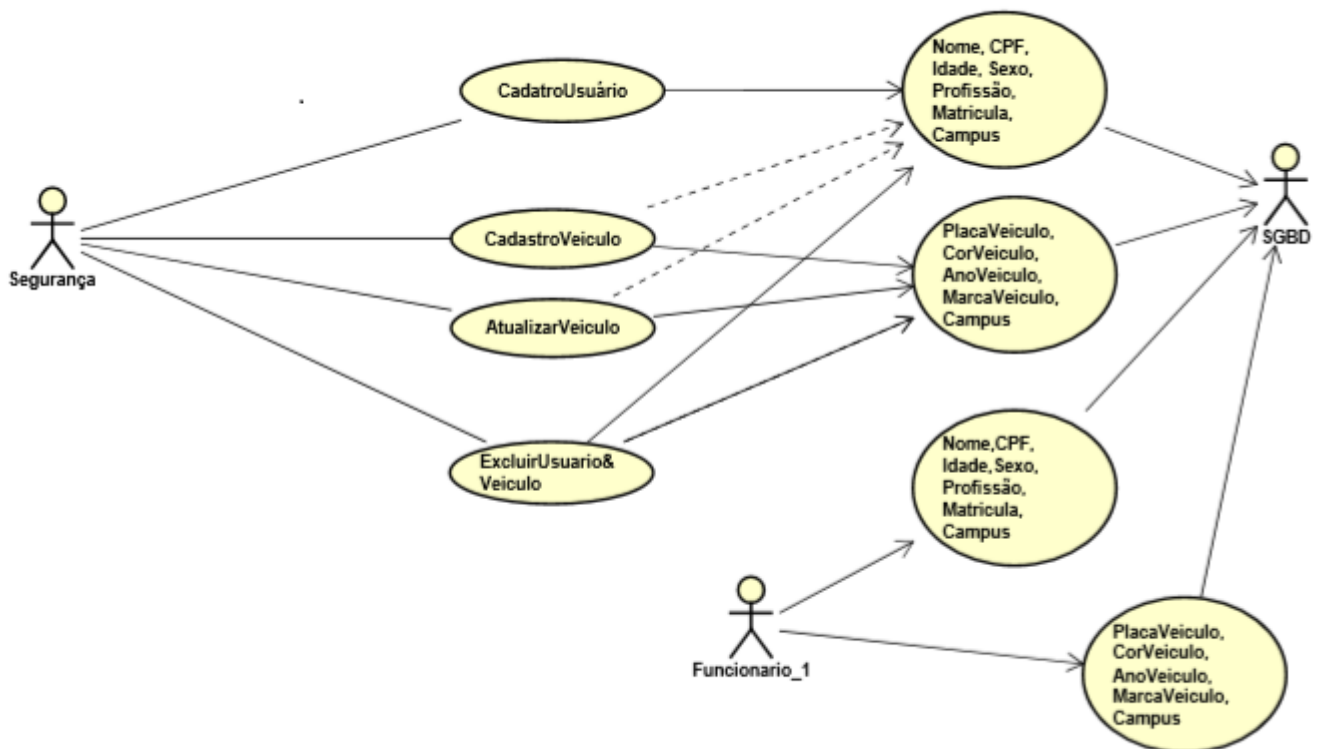 Nome, CPF,
Idade, Sexo,
Profissão,
Matricula,
Campus
CadatroUsuário
Segurança
CadastroVeiculo
PlacaVeiculo,
CorVeiculo,
AnoVeiculo,
MarcaVeiculo,
Campus
SGBD
AtualizarVeiculo
ExcluirUsuario&
Veiculo
Nome,CPF,
Idade,Sexo,
Profissão,
Matricula,
Campus
Funcionario_1
PlacaVeiculo,
CorVeiculo,
AnoVeiculo,
MarcaVeiculo,
Campus